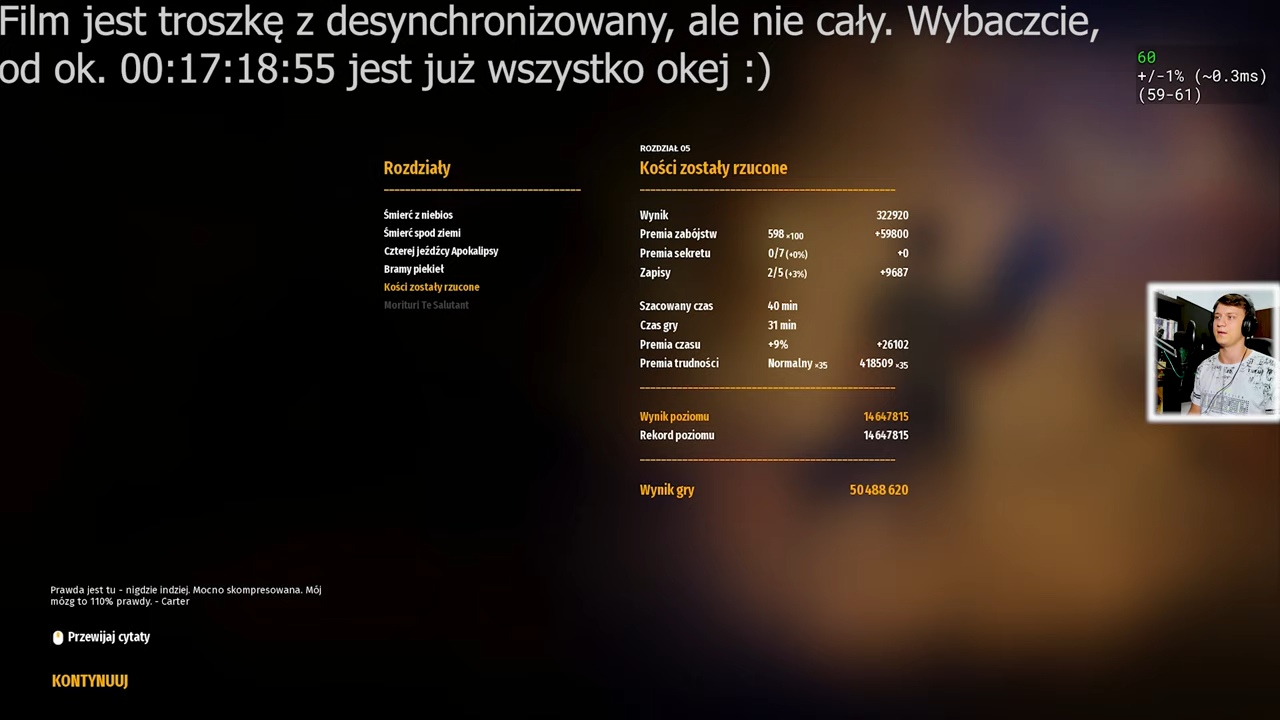 Film jest troszkę z desynchronizowany, ale nie cały. Wybaczcie,
od ok. 00:17:18:55 jest już wszystko okej :)
60
+/-1% (~0.3ms)
(59-61)
Rozdziały
Śmierć z niebios
Śmierć spod ziemi
Czterej jeźdźcy Apokalipsy
Bramy piekieł
Kości zostały rzucone
Morituri Te Salutant
ROZDZIAŁ 05
Kości zostały rzucone
Wynik 322920
Premia zabójstw 598 ×100 +59800
Premia sekretu 0/7 (+0%) +0
Zapisy 2/5 (+3%) +9687
Szacowany czas 40 min
Czas gry 31 min
Premia czasu +9% +26102
Premia trudności Normalny ×35 418509 ×35
Wynik poziomu 14647815
Rekord poziomu 14647815
Wynik gry 50488620
Prawda jest tu - nigdzie indziej. Mocno skompresowana. Mój
mózg to 110% prawdy. - Carter
Przewijaj cytaty
KONTYNUUJ